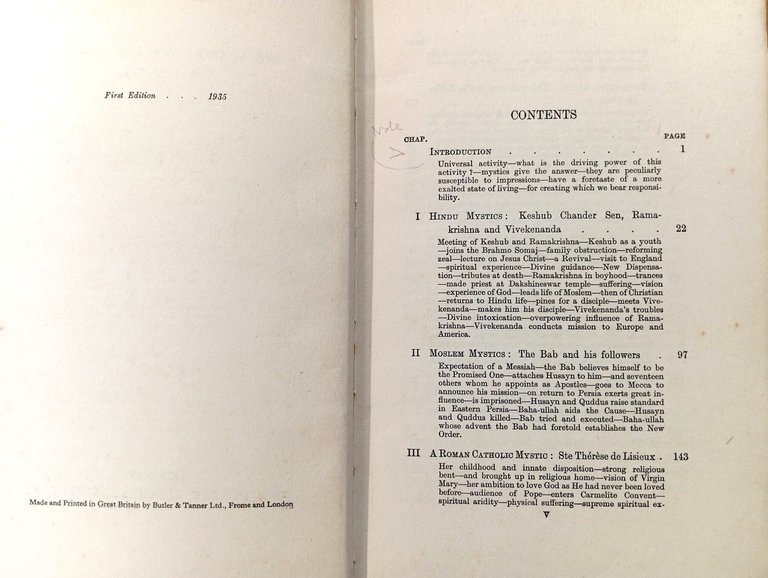 First Edition . . . 1935
Made and Printed in Great Britain by Butler & Tanner Ltd., Frome and London
CONTENTS
Note
CHAP. PAGE
INTRODUCTION . . . . . . . 1
Universal activity—what is the driving power of this
activity ?—mystics give the answer—they are peculiarly
susceptible to impressions—have a foretaste of a more
exalted state of living—for creating which we bear responsi-
bility.
I HINDU MYSTICS: Keshub Chander Sen, Rama-
krishna and Vivekenanda . . . . 22
Meeting of Keshub and Ramakrishna—Keshub as a youth
—joins the Brahmo Somaj—family obstruction—reforming
zeal—lecture on Jesus Christ—a Revival—visit to England
—spiritual experience—Divine guidance—New Dispensa-
tion—tributes at death—Ramakrishna in boyhood—trances
—made priest at Dakshineswar temple—suffering—vision
—experience of God—leads life of Moslem—then of Christian
—returns to Hindu life—pines for a disciple—meets Vive-
kenanda—makes him his disciple—Vivekenanda's troubles
—Divine intoxication—overpowering influence of Rama-
krishna—Vivekenanda conducts mission to Europe and
America.
II MOSLEM MYSTICS: The Bab and his followers . 97
Expectation of a Messiah—the Bab believes himself to be
the Promised One—attaches Husayn to him—and seventeen
others whom he appoints as Apostles—goes to Mecca to
announce his mission—on return to Persia exerts great in-
fluence—is imprisoned—Husayn and Quddus raise standard
in Eastern Persia—Baha-ullah aids the Cause—Husayn
and Quddus killed—Bab tried and executed—Baha-ullah
whose advent the Bab had foretold establishes the New
Order.
III A ROMAN CATHOLIC MYSTIC: Ste Thérèse de Lisieux . 143
Her childhood and innate disposition—strong religious
bent—and brought up in religious home—vision of Virgin
Mary—her ambition to love God as He had never been loved
before—audience of Pope—enters Carmelite Convent—
spiritual aridity—physical suffering—supreme spiritual ex-
v